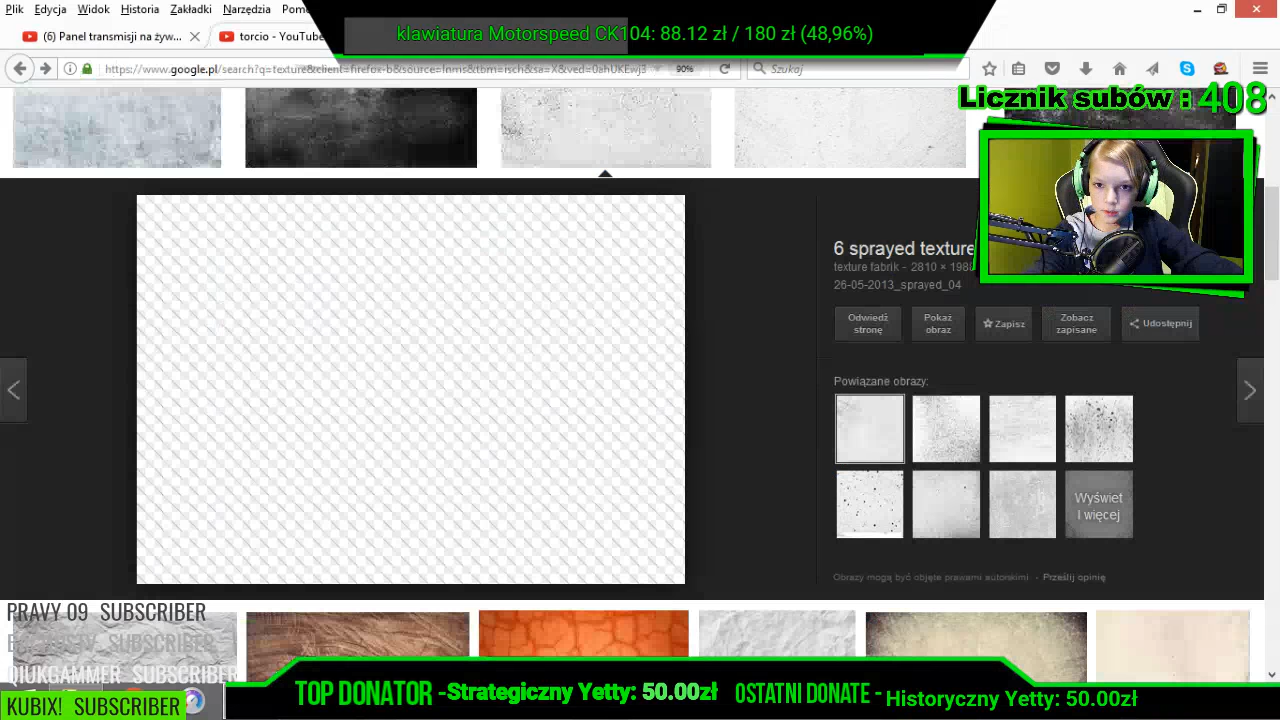 Plik Edycja Widok Historia Zakładki Narzędzia Pom
klawiatura Motorspeed CK104: 88.12 zł / 180 zł (48,96%)
(6) Panel transmisji na żyw...
torcio - YouTube
https://www.google.pl/search?q=texture&client=firefox-b&source=lnms&tbm=isch&sa=X&ved=0ahUKEwj3
90%
Szukaj
Licznik subów : 408
6 sprayed texture
texture fabrik - 2810 × 1988
26-05-2013_sprayed_04
Odwiedź stronę
Pokaż obraz
Zapisz
Zobacz zapisane
Udostępnij
Powiązane obrazy:
Wyświetl więcej
Obrazy mogą być objęte prawami autorskimi - Prześlij opinię
PRAVY 09 SUBSCRIBER
SUBSCRIBER
QIUKGAMMER SUBSCRIBER
KUBIX! SUBSCRIBER
TOP DONATOR -Strategiczny Yetty: 50.00zł
OSTATNI DONATE - Historyczny Yetty: 50.00zł